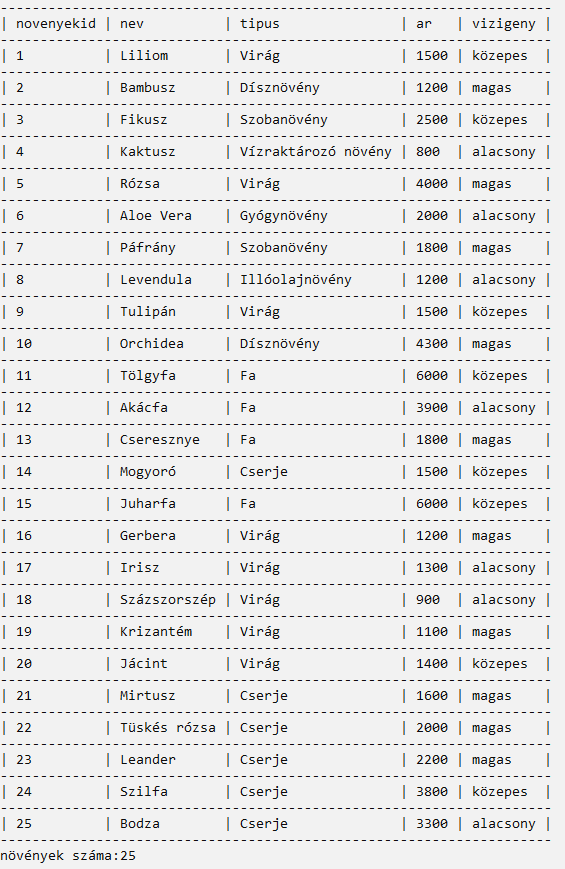 | novenyekid | nev | tipus | ar | vizigeny |
| 1 | Liliom | Virág | 1500 | közepes |
| 2 | Bambusz | Dísznövény | 1200 | magas |
| 3 | Fikusz | Szobanövény | 2500 | közepes |
| 4 | Kaktusz | Vízraktározó növény | 800 | alacsony |
| 5 | Rózsa | Virág | 4000 | magas |
| 6 | Aloe Vera | Gyógynövény | 2000 | alacsony |
| 7 | Páfrány | Szobanövény | 1800 | magas |
| 8 | Levendula | Illóolajnövény | 1200 | alacsony |
| 9 | Tulipán | Virág | 1500 | közepes |
| 10 | Orchidea | Dísznövény | 4300 | magas |
| 11 | Tölgyfa | Fa | 6000 | közepes |
| 12 | Akácfa | Fa | 3900 | alacsony |
| 13 | Cseresznye | Fa | 1800 | magas |
| 14 | Mogyoró | Cserje | 1500 | közepes |
| 15 | Juharfa | Fa | 6000 | közepes |
| 16 | Gerbera | Virág | 1200 | magas |
| 17 | Irisz | Virág | 1300 | alacsony |
| 18 | Százszorszép | Virág | 900 | alacsony |
| 19 | Krizantém | Virág | 1100 | magas |
| 20 | Jácint | Virág | 1400 | közepes |
| 21 | Mirtusz | Cserje | 1600 | magas |
| 22 | Tüskés rózsa | Cserje | 2000 | magas |
| 23 | Leander | Cserje | 2200 | magas |
| 24 | Szilfa | Cserje | 3800 | közepes |
| 25 | Bodza | Cserje | 3300 | alacsony |
növények száma:25